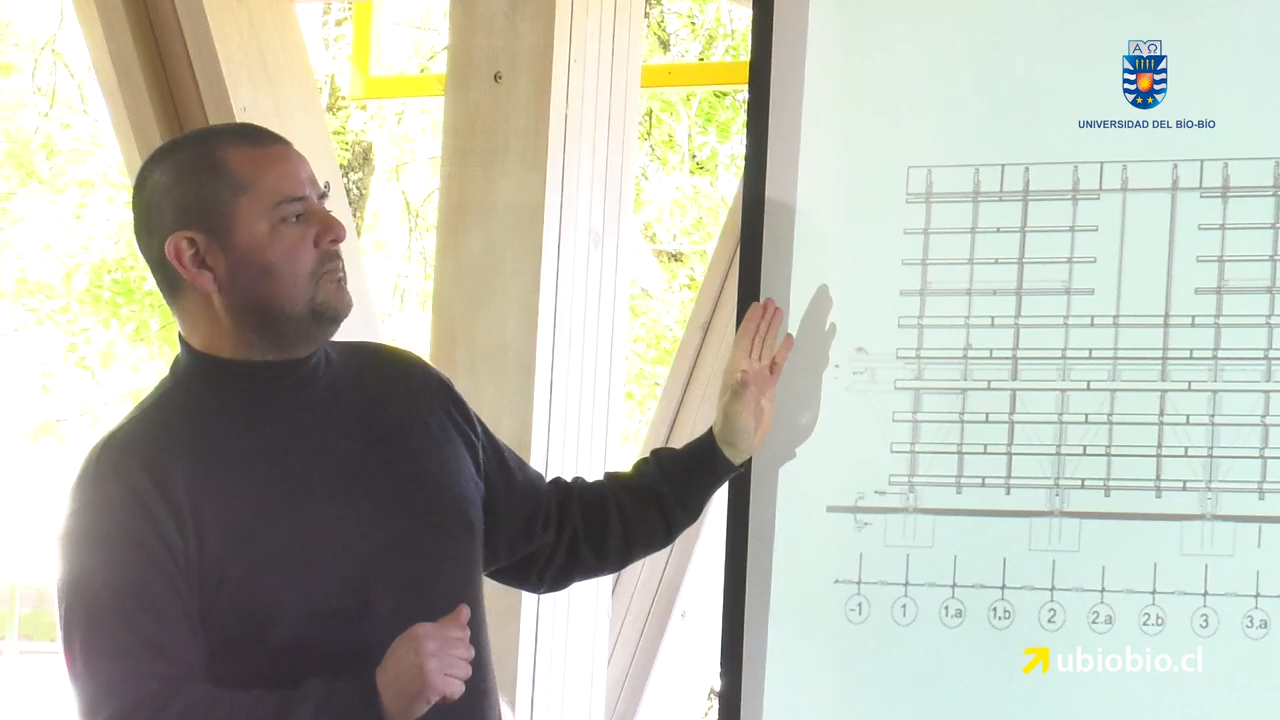 Α Ω
UNIVERSIDAD DEL BÍO-BÍO
-1 1 1,a 1,b 2 2.a 2.b 3 3,a
ubiobio.cl